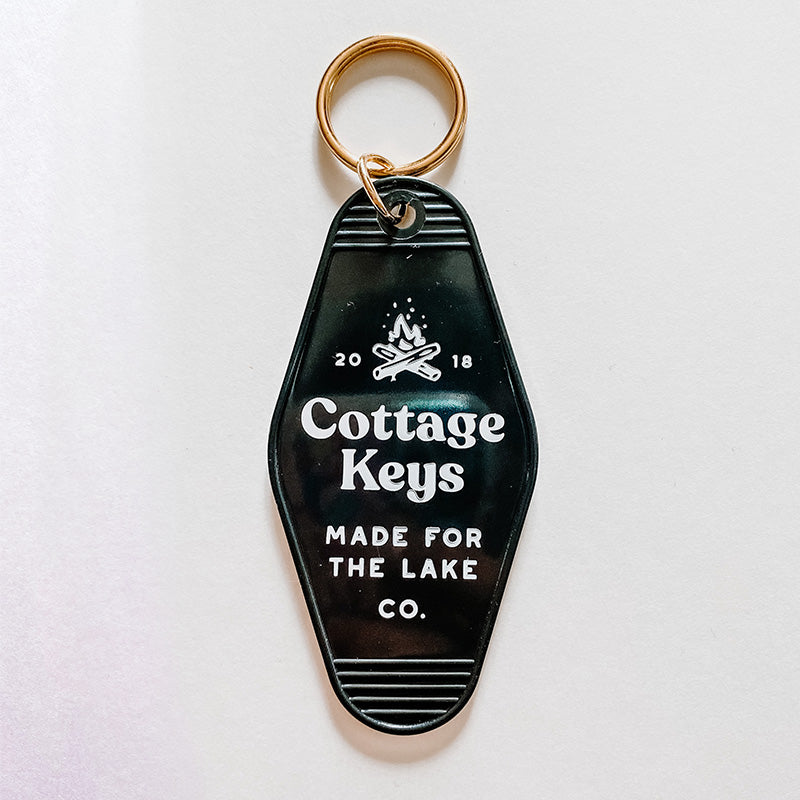 20 18
Cottage
Keys
MADE FOR
THE LAKE
CO.